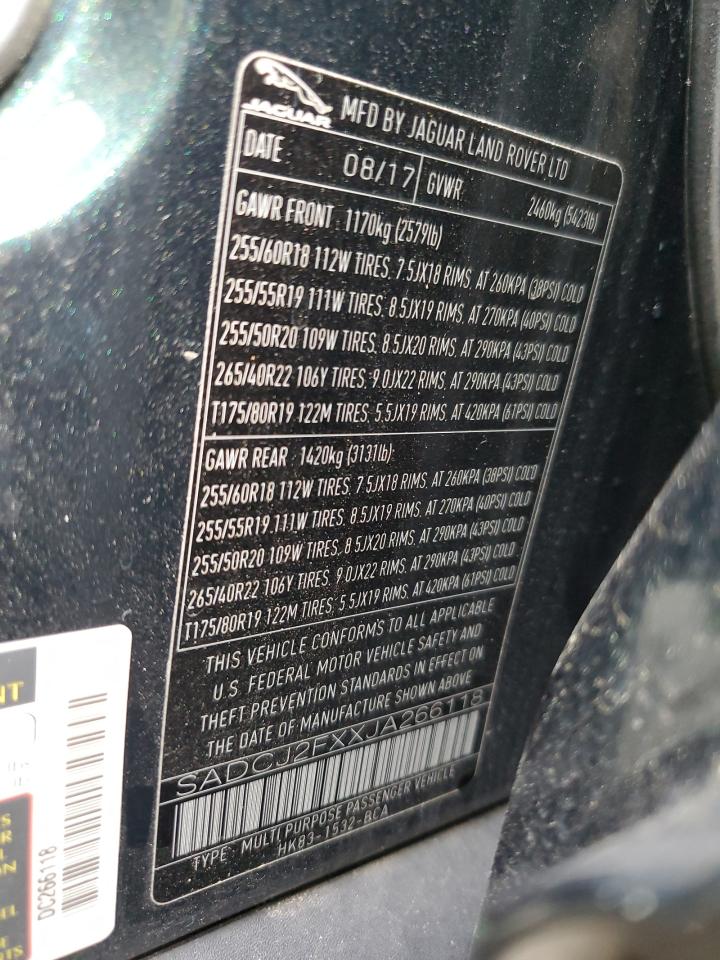 JAGUAR
MFD BY JAGUAR LAND ROVER LTD
DATE 08/17 GVWR 2460kg (5423lb)
GAWR FRONT 1170kg (2579lb)
255/60R18 112W TIRES, 7.5JX18 RIMS, AT 260KPA (38PSI) COLD
255/55R19 111W TIRES, 8.5JX19 RIMS, AT 270KPA (40PSI) COLD
255/50R20 109W TIRES, 8.5JX20 RIMS, AT 290KPA (43PSI) COLD
265/40R22 106Y TIRES, 9.0JX22 RIMS, AT 290KPA (43PSI) COLD
T175/80R19 122M TIRES, 5.5JX19 RIMS, AT 420KPA (61PSI) COLD
GAWR REAR 1420kg (3131lb)
255/60R18 112W TIRES, 7.5JX18 RIMS, AT 260KPA (38PSI) COLD
255/55R19 111W TIRES, 8.5JX19 RIMS, AT 270KPA (40PSI) COLD
255/50R20 109W TIRES, 8.5JX20 RIMS, AT 290KPA (43PSI) COLD
265/40R22 106Y TIRES, 9.0JX22 RIMS, AT 290KPA (43PSI) COLD
T175/80R19 122M TIRES, 5.5JX19 RIMS, AT 420KPA (61PSI) COLD
THIS VEHICLE CONFORMS TO ALL APPLICABLE
U.S. FEDERAL MOTOR VEHICLE SAFETY AND
THEFT PREVENTION STANDARDS IN EFFECT ON
THE DATE OF MANUFACTURE SHOWN ABOVE
SADCJ2FXXJA266118
TYPE: MULTI PURPOSE PASSENGER VEHICLE
HK83-1532-BCA
NT
DC266118